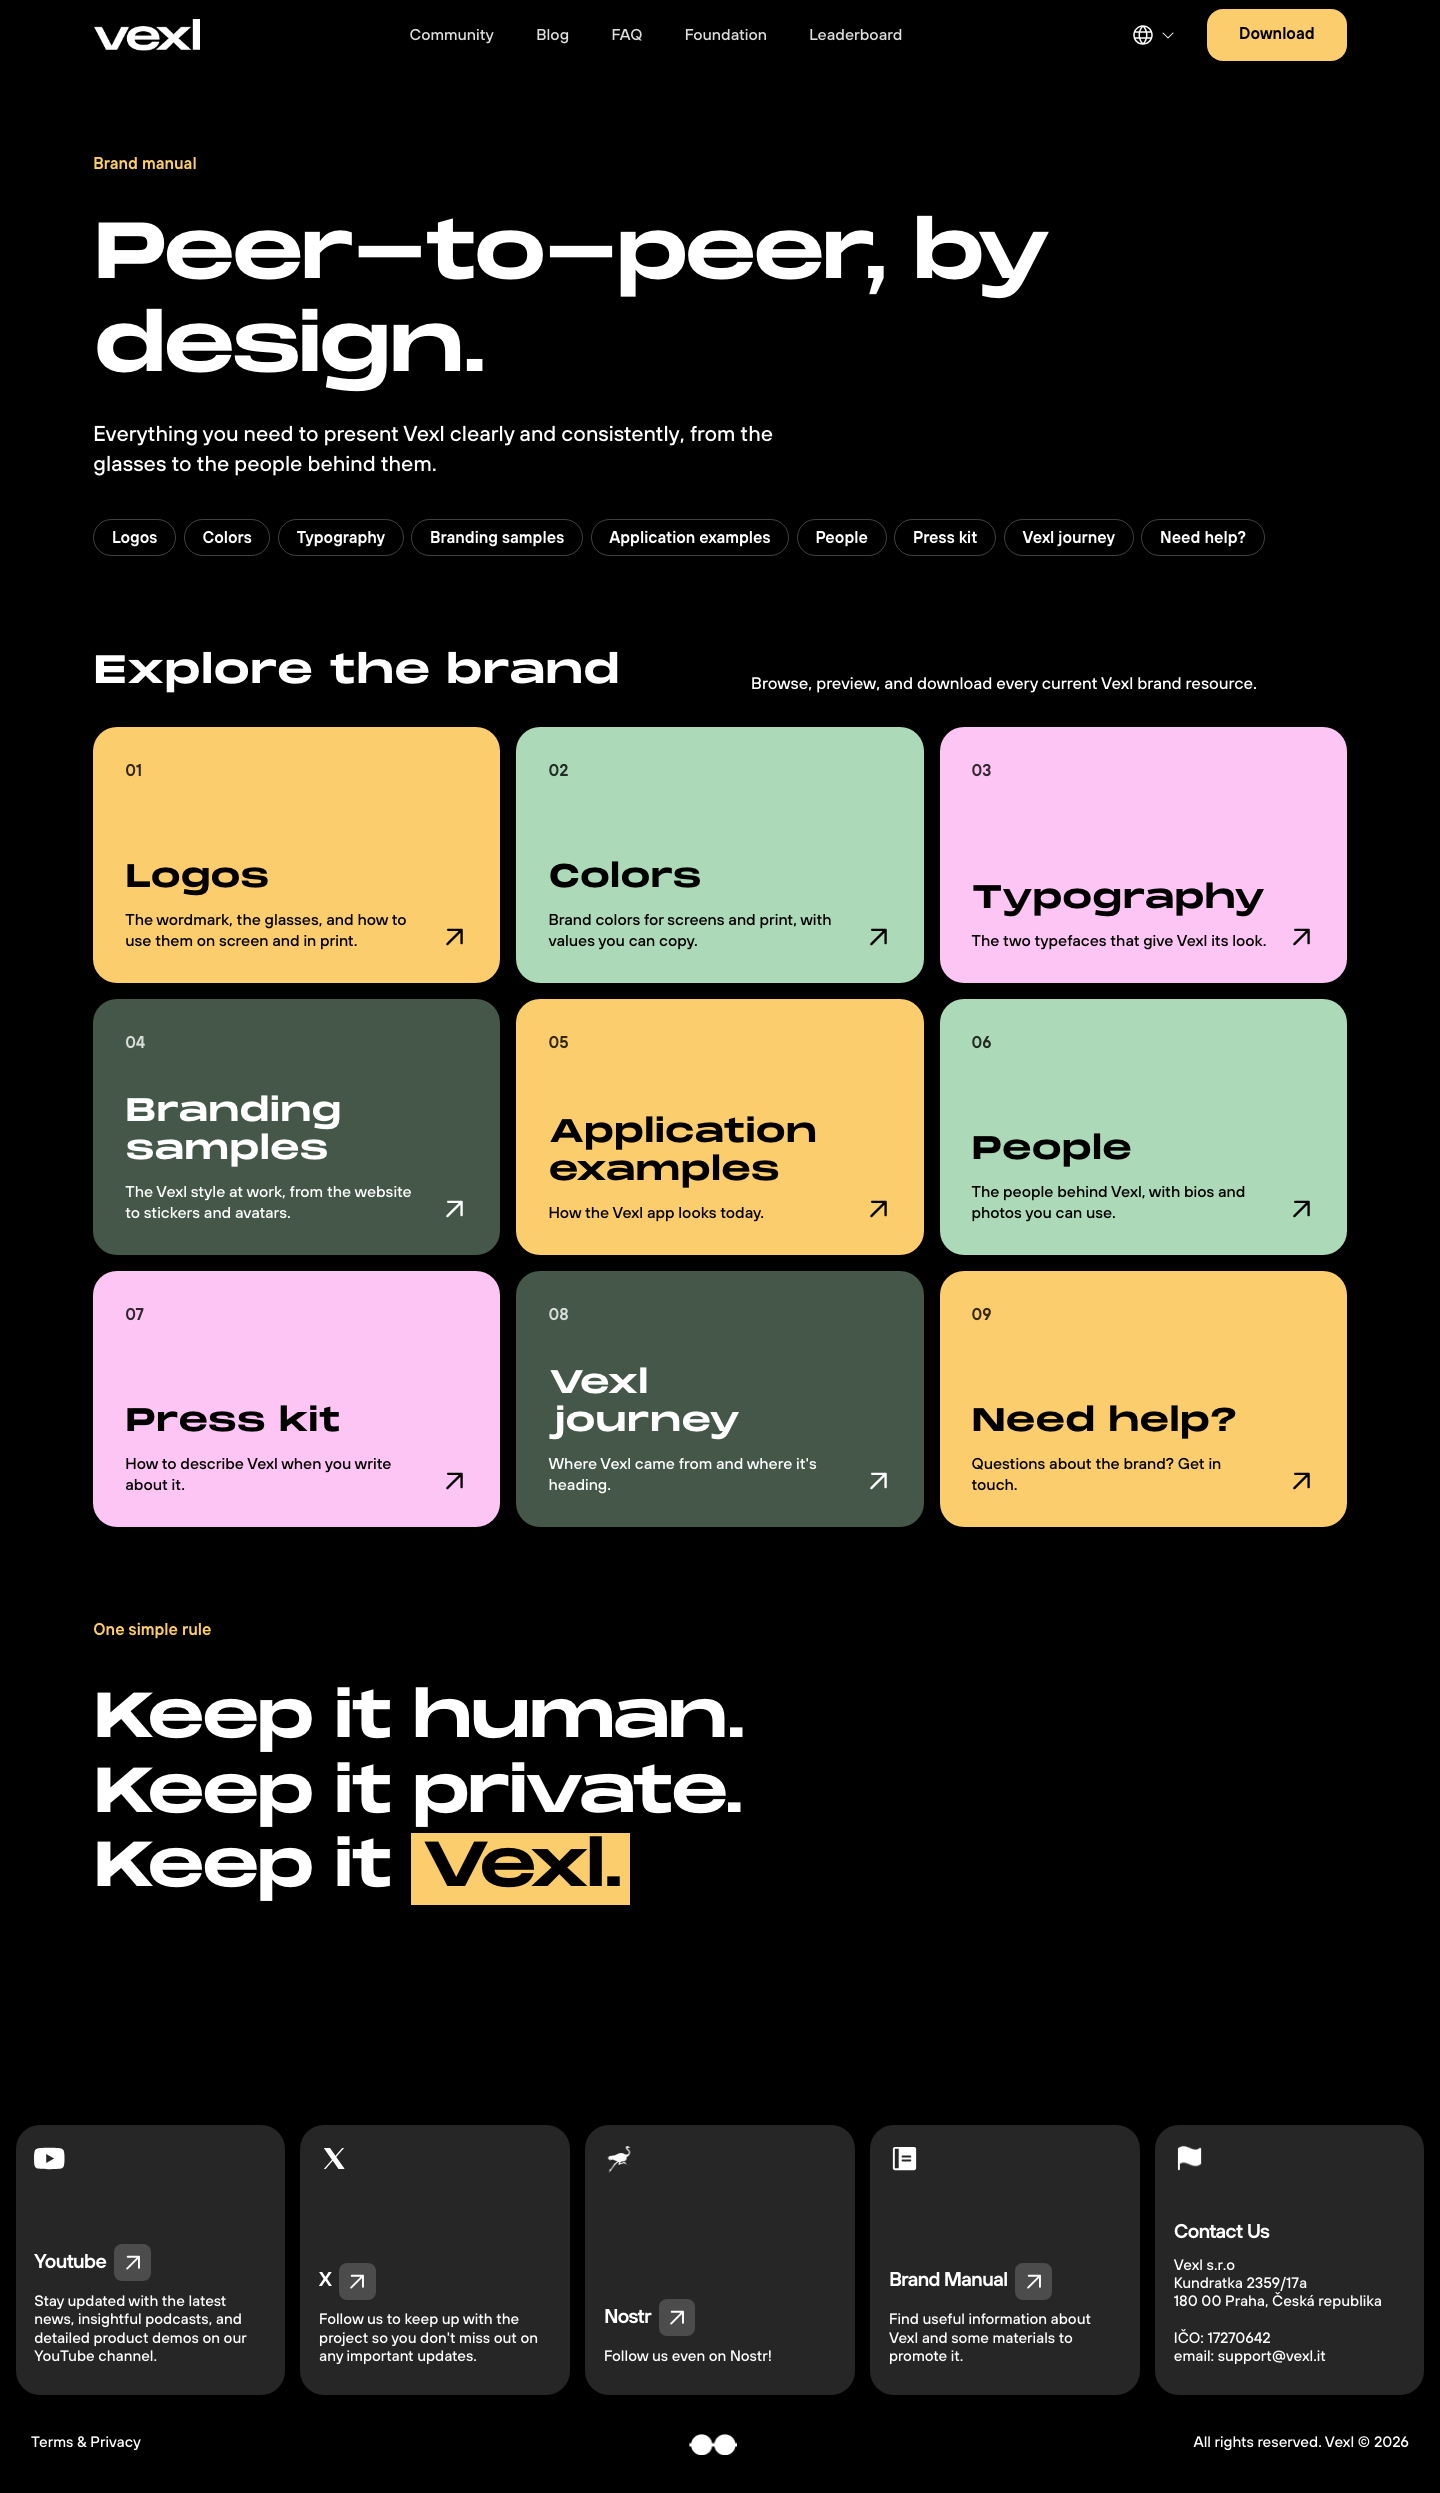 vexl
Community
Blog
FAQ
Foundation
Leaderboard
Download
Brand manual
Peer-to-peer, by
design.
Everything you need to present Vexl clearly and consistently, from the
glasses to the people behind them.
Logos
Colors
Typography
Branding samples
Application examples
People
Press kit
Vexl journey
Need help?
Explore the brand
Browse, preview, and download every current Vexl brand resource.
01
Logos
The wordmark, the glasses, and how to
use them on screen and in print.
02
Colors
Brand colors for screens and print, with
values you can copy.
03
Typography
The two typefaces that give Vexl its look.
04
Branding
samples
The Vexl style at work, from the website
to stickers and avatars.
05
Application
examples
How the Vexl app looks today.
06
People
The people behind Vexl, with bios and
photos you can use.
07
Press kit
How to describe Vexl when you write
about it.
08
Vexl
journey
Where Vexl came from and where it's
heading.
09
Need help?
Questions about the brand? Get in
touch.
One simple rule
Keep it human.
Keep it private.
Keep it Vexl.
Youtube
Stay updated with the latest
news, insightful podcasts, and
detailed product demos on our
YouTube channel.
X
Follow us to keep up with the
project so you don't miss out on
any important updates.
Nostr
Follow us even on Nostr!
Brand Manual
Find useful information about
Vexl and some materials to
promote it.
Contact Us
Vexl s.r.o
Kundratka 2359/17a
180 00 Praha, Česká republika
IČO: 17270642
email: support@vexl.it
Terms & Privacy
All rights reserved. Vexl © 2026